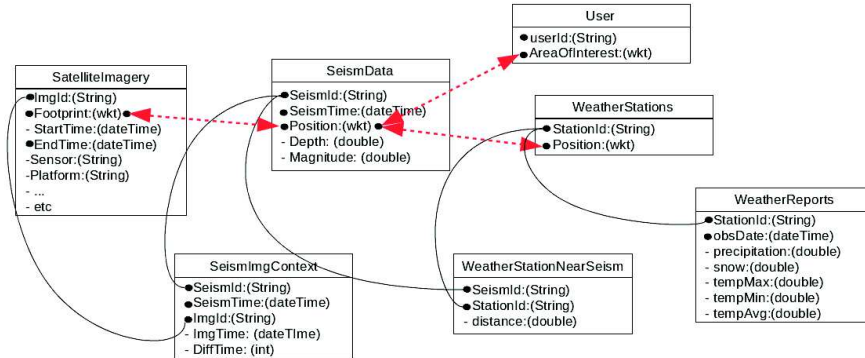 User
userId:(String)
AreaOfInterest:(wkt)
SatelliteImagery
ImgId:(String)
Footprint:(wkt)
- StartTime:(dateTime)
EndTime:(dateTime)
-Sensor:(String)
-Platform:(String)
- ...
- etc
SeismData
SeismId:(String)
SeismTime:(dateTime)
Position:(wkt)
- Depth: (double)
- Magnitude: (double)
WeatherStations
StationId:(String)
Position:(wkt)
WeatherReports
StationId:(String)
obsDate:(dateTime)
- precipitation:(double)
- snow:(double)
- tempMax:(double)
- tempMin:(double)
- tempAvg:(double)
SeismImgContext
SeismId:(String)
SeismTime:(dateTime)
ImgId:(String)
- ImgTime: (dateTIme)
- DiffTime: (int)
WeatherStationNearSeism
SeismId:(String)
StationId:(String)
- distance:(double)